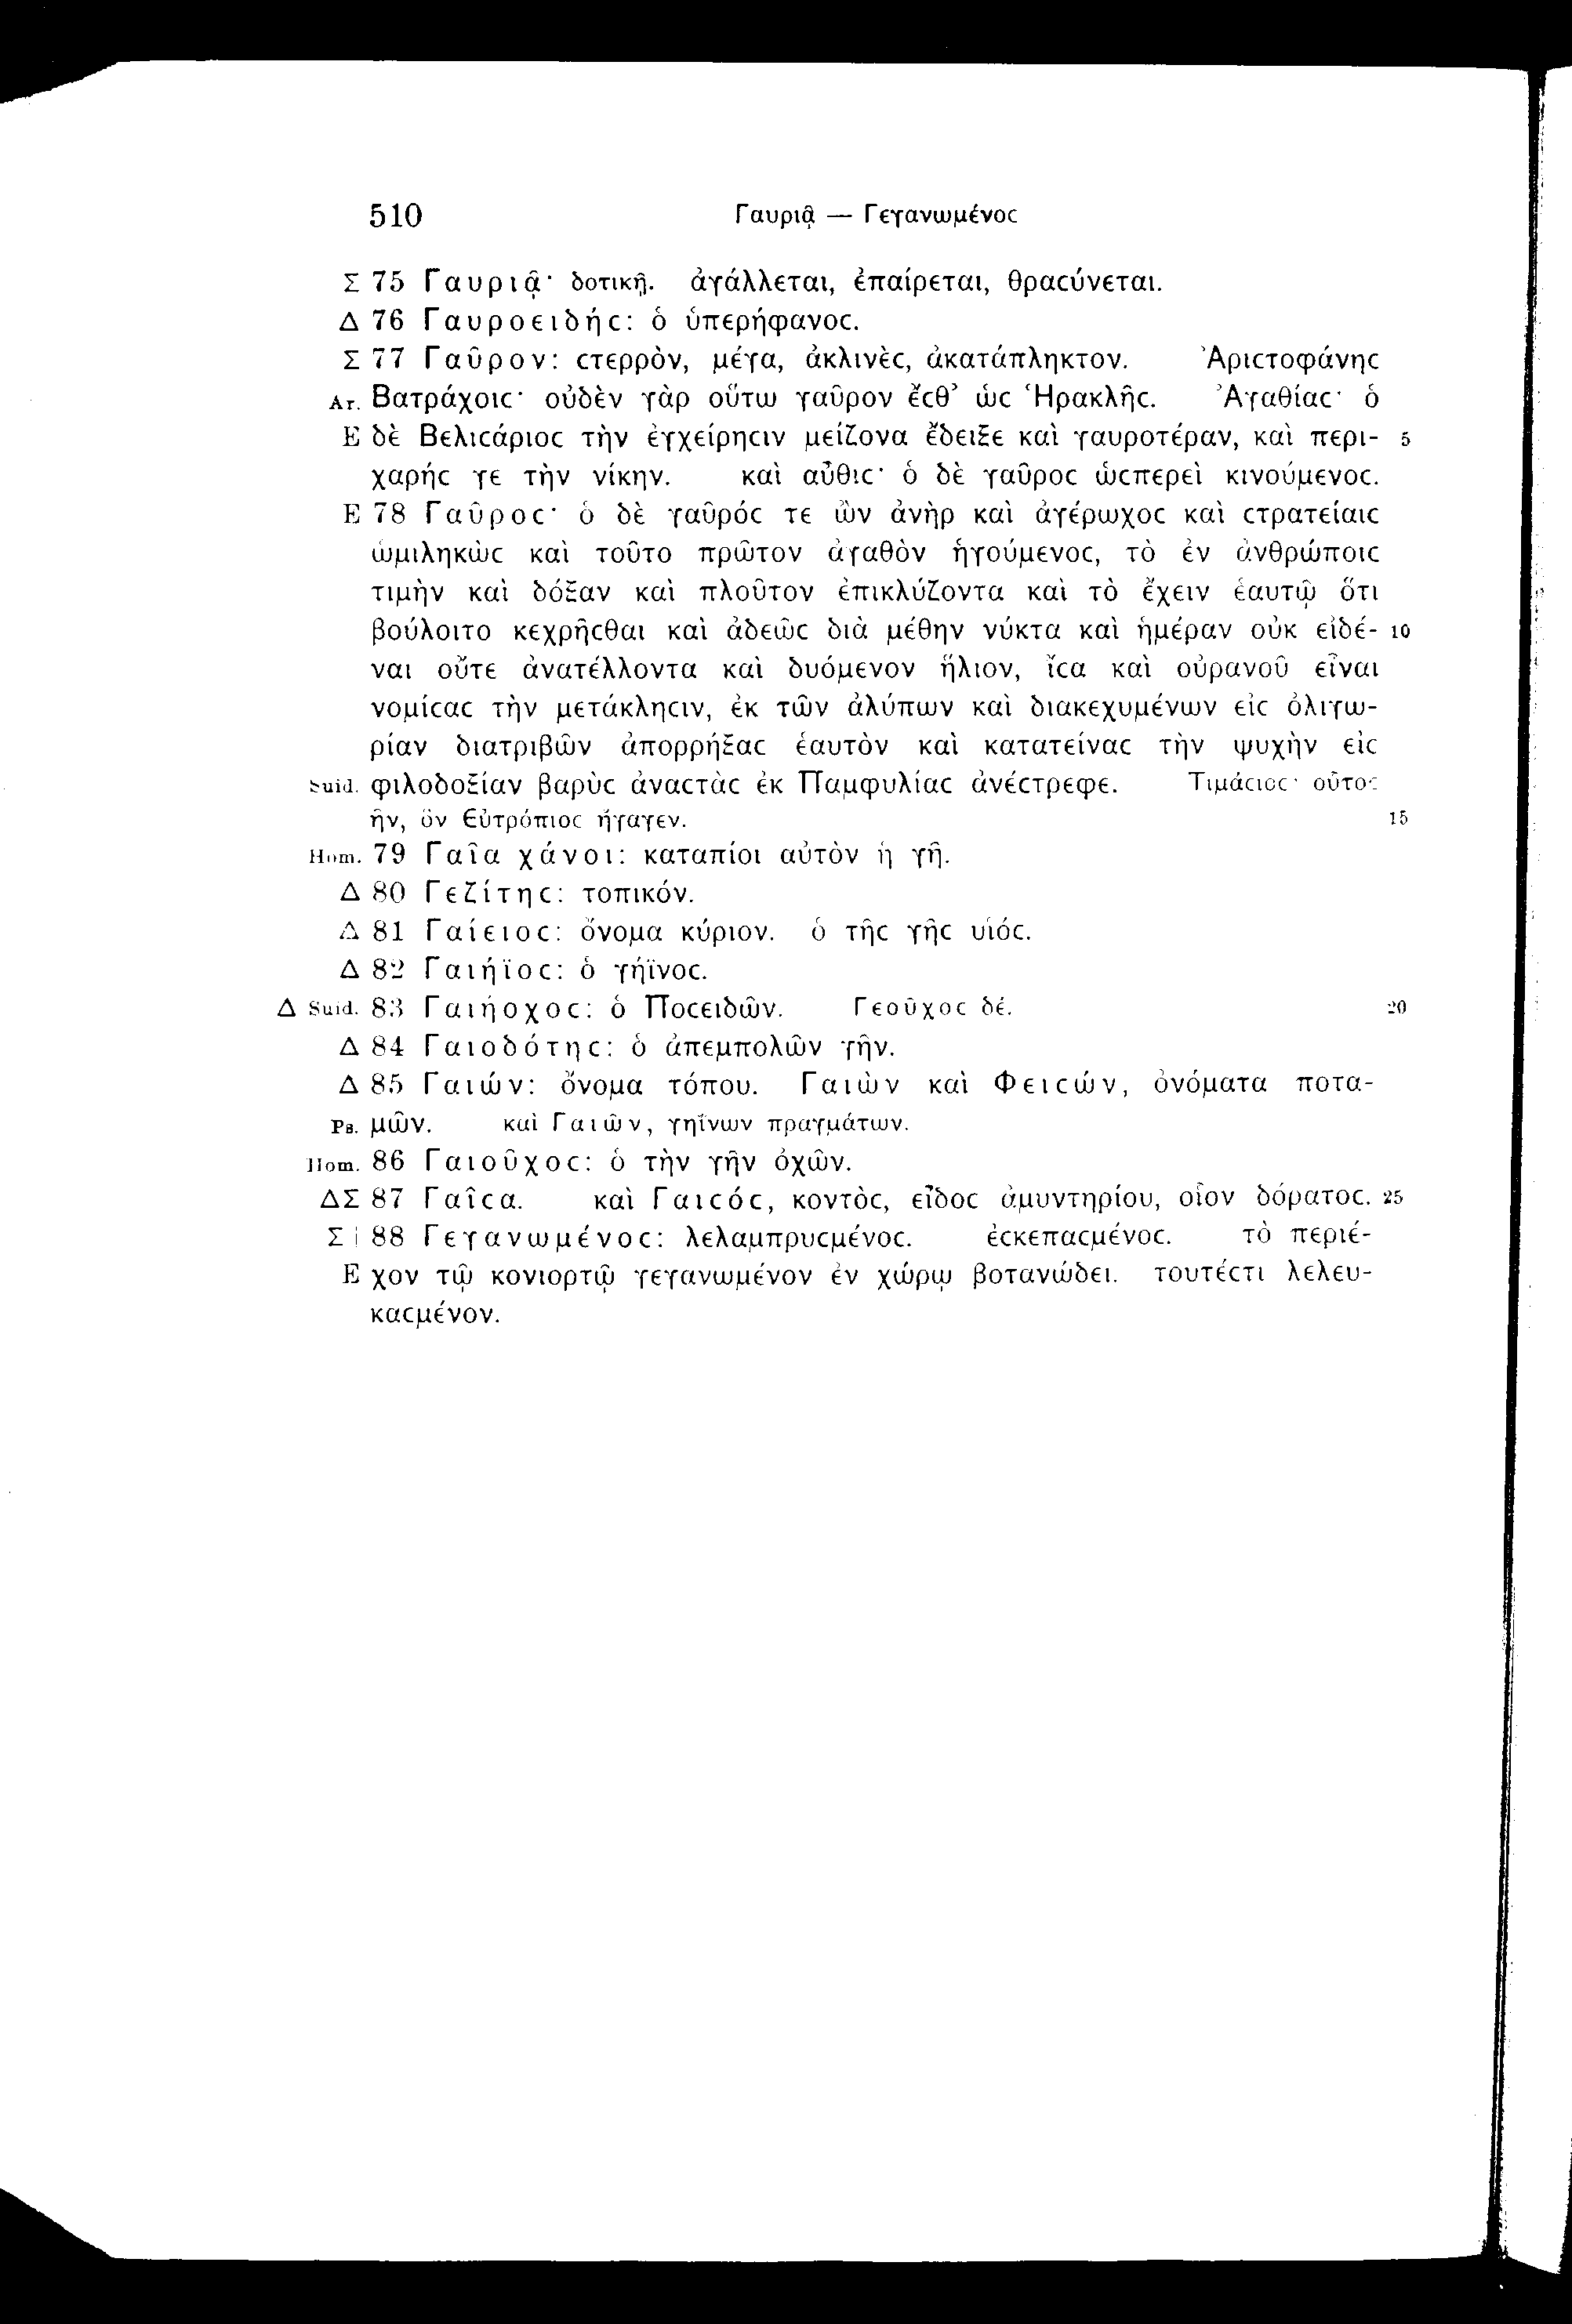 510 Γαυριᾷ — Γεγανωμένοϲ
Σ 75 Γαυριᾷ· δοτικῇ. ἀγάλλεται, ἐπαίρεται, θραϲύνεται.
Δ 76 Γαυροειδήϲ: ὁ ὑπερήφανοϲ.
Σ 77 Γαῦρον: ϲτερρὸν, μέγα, ἀκλινὲϲ, ἀκατάπληκτον. Ἀριϲτοφάνηϲ
Ar. Βατράχοιϲ· οὐδὲν γὰρ οὕτω γαῦρον ἔϲθ’ ὡϲ Ἡρακλῆϲ. Ἀγαθίαϲ· ὁ
E δὲ Βελιϲάριοϲ τὴν ἐγχείρηϲιν μείζονα ἔδειξε καὶ γαυροτέραν, καὶ περι- 5
χαρήϲ γε τὴν νίκην. καὶ αὖθιϲ· ὁ δὲ γαῦροϲ ὡϲπερεὶ κινούμενοϲ.
E 78 Γαῦροϲ· ὁ δὲ γαῦρόϲ τε ὢν ἀνὴρ καὶ ἀγέρωχοϲ καὶ ϲτρατείαιϲ
ὡμιληκὼϲ καὶ τοῦτο πρῶτον ἀγαθὸν ἡγούμενοϲ, τὸ ἐν ἀνθρώποιϲ
τιμὴν καὶ δόξαν καὶ πλοῦτον ἐπικλύζοντα καὶ τὸ ἔχειν ἑαυτῷ ὅτι
βούλοιτο κεχρῆϲθαι καὶ ἀδεῶϲ διὰ μέθην νύκτα καὶ ἡμέραν οὐκ εἰδέ- 10
ναι οὔτε ἀνατέλλοντα καὶ δυόμενον ἥλιον, ἴϲα καὶ οὐρανοῦ εἶναι
νομίϲαϲ τὴν μετάκληϲιν, ἐκ τῶν ἀλύπων καὶ διακεχυμένων εἰϲ ὀλιγω-
ρίαν διατριβῶν ἀπορρήξαϲ ἑαυτὸν καὶ κατατείναϲ τὴν ψυχὴν εἰϲ
Suid. φιλοδοξίαν βαρὺϲ ἀναϲτὰϲ ἐκ Παμφυλίαϲ ἀνέϲτρεφε. Τιμάϲιοϲ· οὗτοϲ
ἦν, ὃν Εὐτρόπιοϲ ἤγαγεν. 15
Hom. 79 Γαῖα χάνοι: καταπίοι αὐτὸν ἡ γῆ.
Δ 80 Γεζίτηϲ: τοπικόν.
Δ 81 Γαίειοϲ: ὄνομα κύριον. ὁ τῆϲ γῆϲ υἱόϲ.
Δ 82 Γαιήϊοϲ: ὁ γήϊνοϲ.
Δ Suid. 83 Γαιήοχοϲ: ὁ Ποϲειδῶν. Γεοῦχοϲ δέ. 20
Δ 84 Γαιοδότηϲ: ὁ ἀπεμπολῶν γῆν.
Δ 85 Γαιών: ὄνομα τόπου. Γαιὼν καὶ Φειϲών, ὀνόματα ποτα-
Ps. μῶν. καὶ Γαιῶν, γηΐνων πραγμάτων.
Hom. 86 Γαιοῦχοϲ: ὁ τὴν γῆν ὀχῶν.
ΔΣ 87 Γαῖϲα. καὶ Γαιϲόϲ, κοντὸϲ, εἶδοϲ ἀμυντηρίου, οἷον δόρατοϲ. 25
Σ | 88 Γεγανωμένοϲ: λελαμπρυϲμένοϲ. ἐϲκεπαϲμένοϲ. τὸ περιέ-
E χον τῷ κονιορτῷ γεγανωμένον ἐν χώρῳ βοτανώδει. τουτέϲτι λελευ-
καϲμένον.